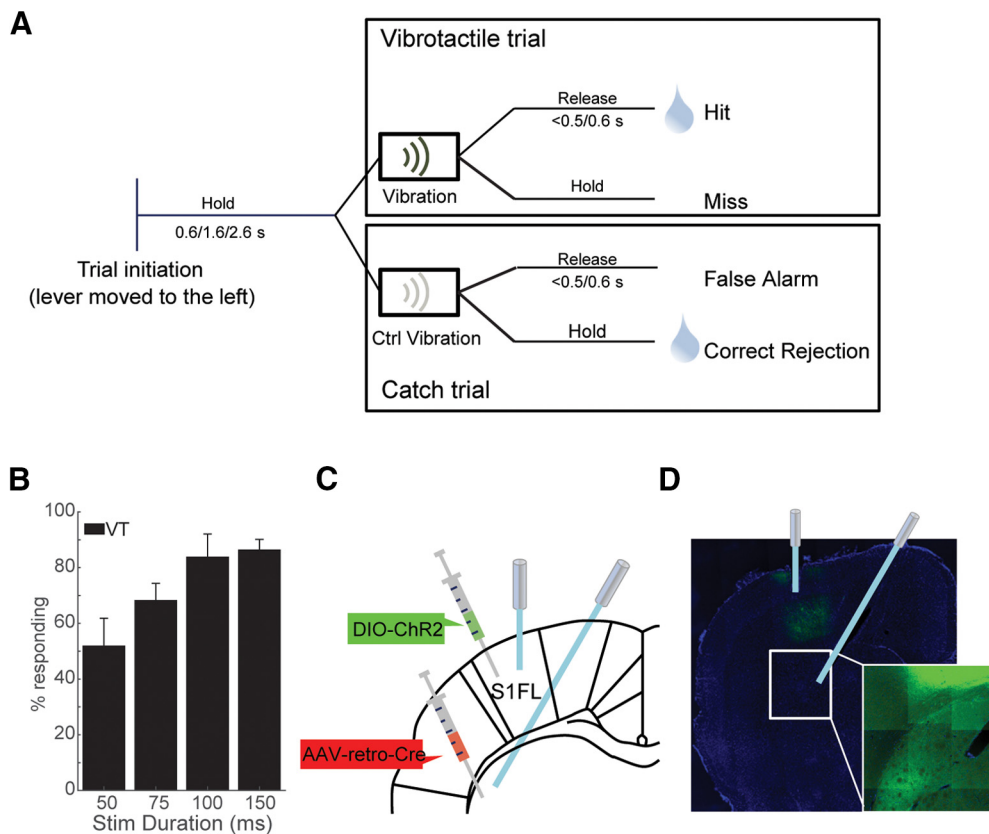 A
Vibrotactile trial
Release
<0.5/0.6 s
Hit
Vibration
Hold
Miss
Hold
0.6/1.6/2.6 s
Trial initiation
(lever moved to the left)
Release
<0.5/0.6 s
False Alarm
Ctrl Vibration
Hold
Correct Rejection
Catch trial
B
% responding
100
80
60
40
20
0
VT
50 75 100 150
Stim Duration (ms)
C
DIO-ChR2
S1FL
AAV-retro-Cre
D